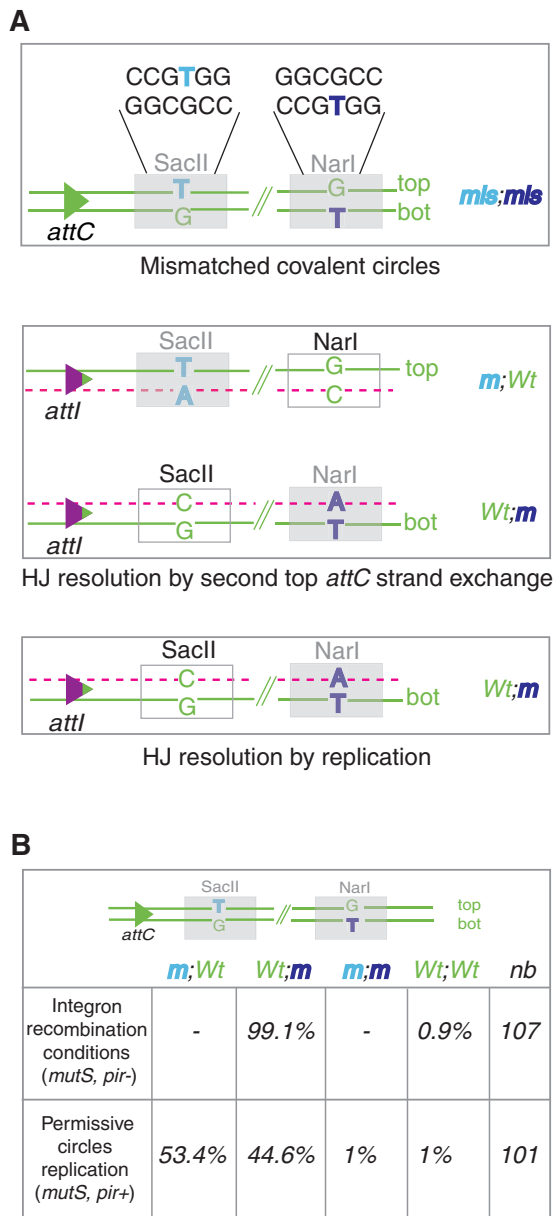 A
CCGTGG GGCGCC
GGCGCC CCGTGG
SacII NarI
T G top
G T bot
attC
mls;mls
Mismatched covalent circles
SacII NarI
T G top
A C
attI
m;Wt
SacII NarI
C A
G T bot
attI
Wt;m
HJ resolution by second top attC strand exchange
SacII NarI
C A
G T bot
attI
Wt;m
HJ resolution by replication
B
SacII NarI
T G top
G T bot
attC
m;Wt Wt;m m;m Wt;Wt nb
Integron
recombination
conditions
(mutS, pir-)
- 99.1% - 0.9% 107
Permissive
circles
replication
(mutS, pir+)
53.4% 44.6% 1% 1% 101